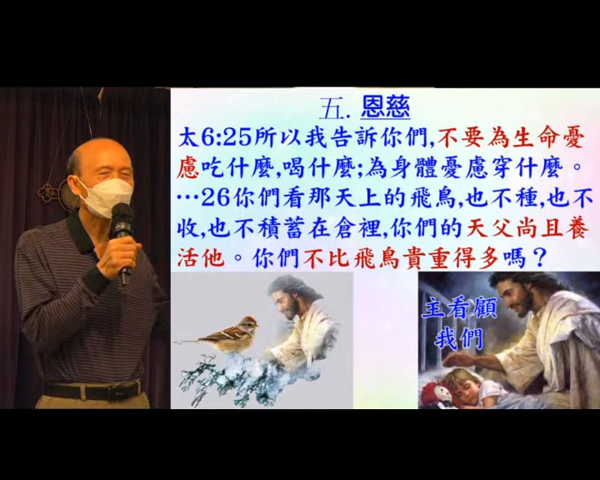 五. 恩慈
太6:25所以我告訴你們,不要為生命憂
慮吃什麼,喝什麼;為身體憂慮穿什麼。
…26你們看那天上的飛鳥,也不種,也不
收,也不積蓄在倉裡,你們的天父尚且養
活他。你們不比飛鳥貴重得多嗎？
主看顧
我們